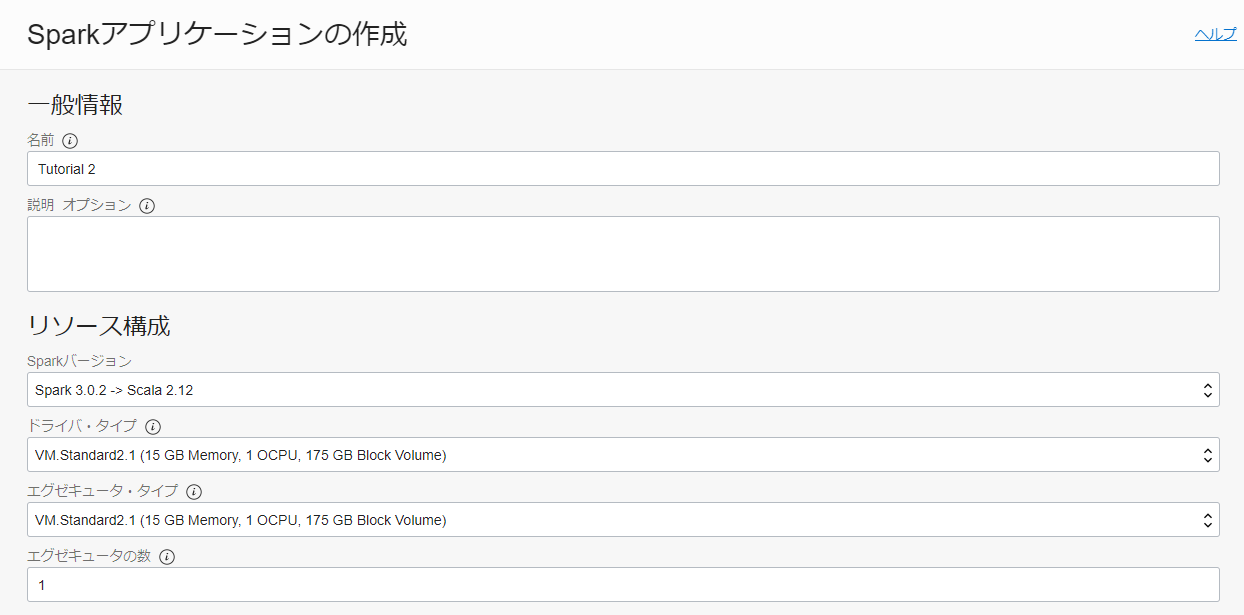 Sparkアプリケーションの作成
ヘルプ
一般情報
名前
Tutorial 2
説明 オプション
リソース構成
Sparkバージョン
Spark 3.0.2 -> Scala 2.12
ドライバ・タイプ
VM.Standard2.1 (15 GB Memory, 1 OCPU, 175 GB Block Volume)
エグゼキュータ・タイプ
VM.Standard2.1 (15 GB Memory, 1 OCPU, 175 GB Block Volume)
エグゼキュータの数
1